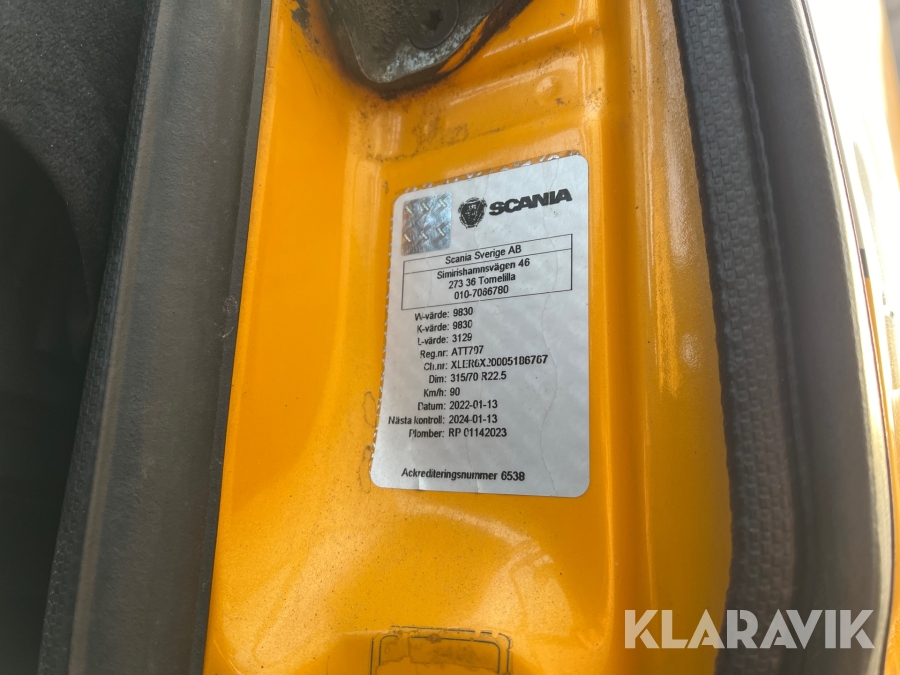 SCANIA
Scania Sverige AB
Simirishamnsvägen 46
273 36 Tomelilla
010-7086780
W-värde: 9830
K-värde: 9830
L-värde: 3129
Reg.nr: ATT797
Ch.nr: XLER6X20005186767
Dim: 315/70 R22.5
Km/h: 90
Datum: 2022-01-13
Nästa kontroll: 2024-01-13
Plomber: RP 01142023
Ackrediteringsnummer 6538
KLARAVIK